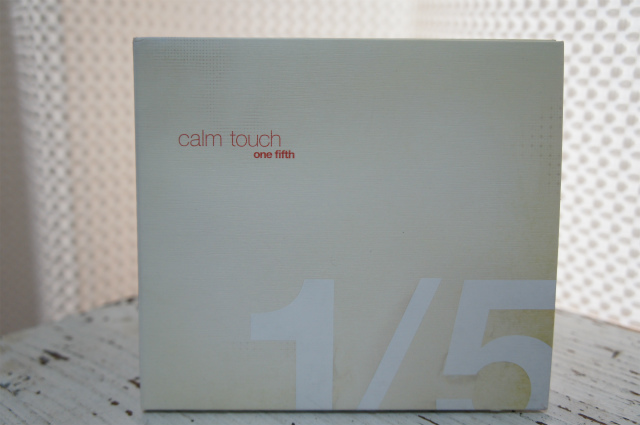 calm touch
one fifth
1/5